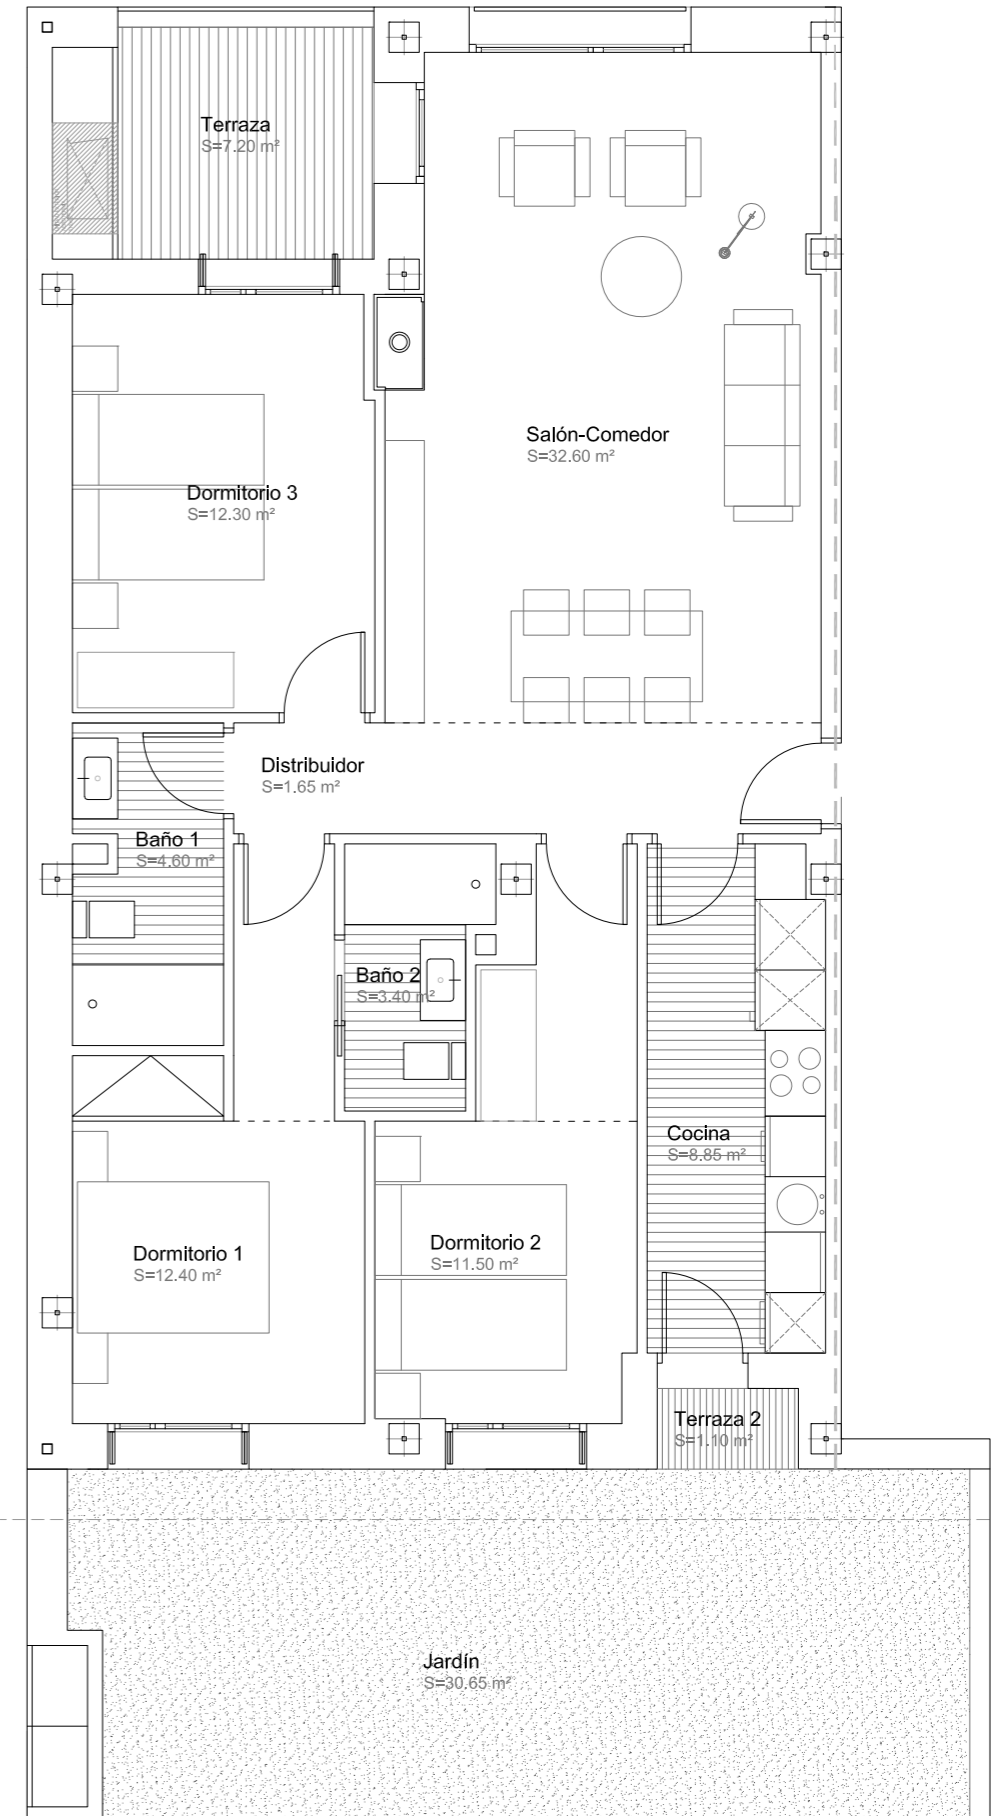 Terraza
S=7.20 m²
Salón-Comedor
S=32.60 m²
Dormitorio 3
S=12.30 m²
Distribuidor
S=1.65 m²
Baño 1
S=4.60 m²
Baño 2
S=3.40 m²
Cocina
S=8.85 m²
Dormitorio 1
S=12.40 m²
Dormitorio 2
S=11.50 m²
Terraza 2
S=1.10 m²
Jardín
S=30.65 m²